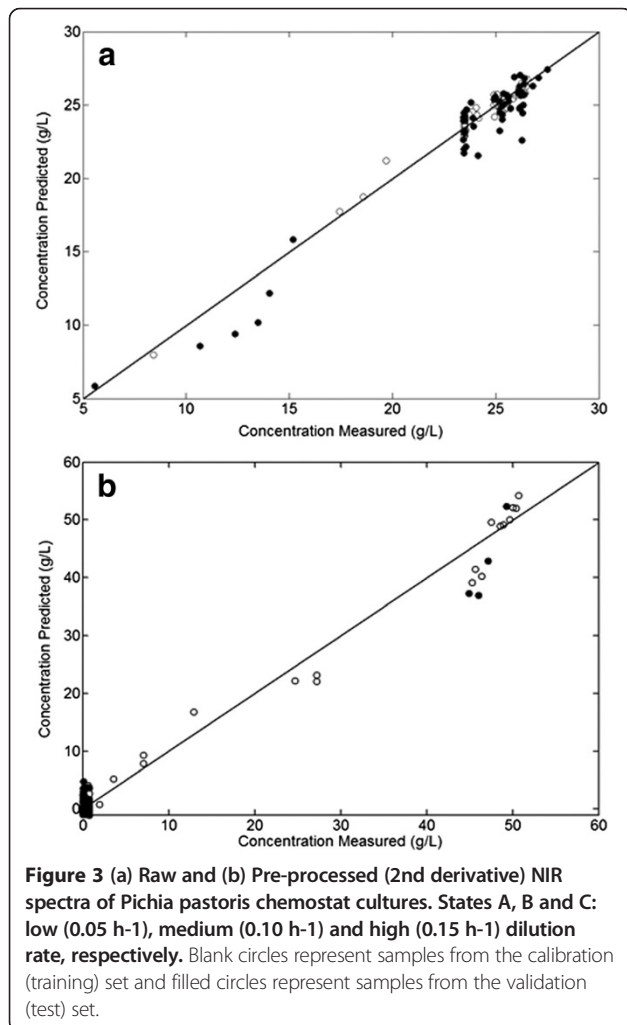 a
30
25
20
15
10
5
Concentration Predicted (g/L)
5 10 15 20 25 30
Concentration Measured (g/L)
b
60
50
40
30
20
10
0
Concentration Predicted (g/L)
0 10 20 30 40 50 60
Concentration Measured (g/L)
Figure 3 (a) Raw and (b) Pre-processed (2nd derivative) NIR
spectra of Pichia pastoris chemostat cultures. States A, B and C:
low (0.05 h-1), medium (0.10 h-1) and high (0.15 h-1) dilution
rate, respectively. Blank circles represent samples from the calibration
(training) set and filled circles represent samples from the validation
(test) set.